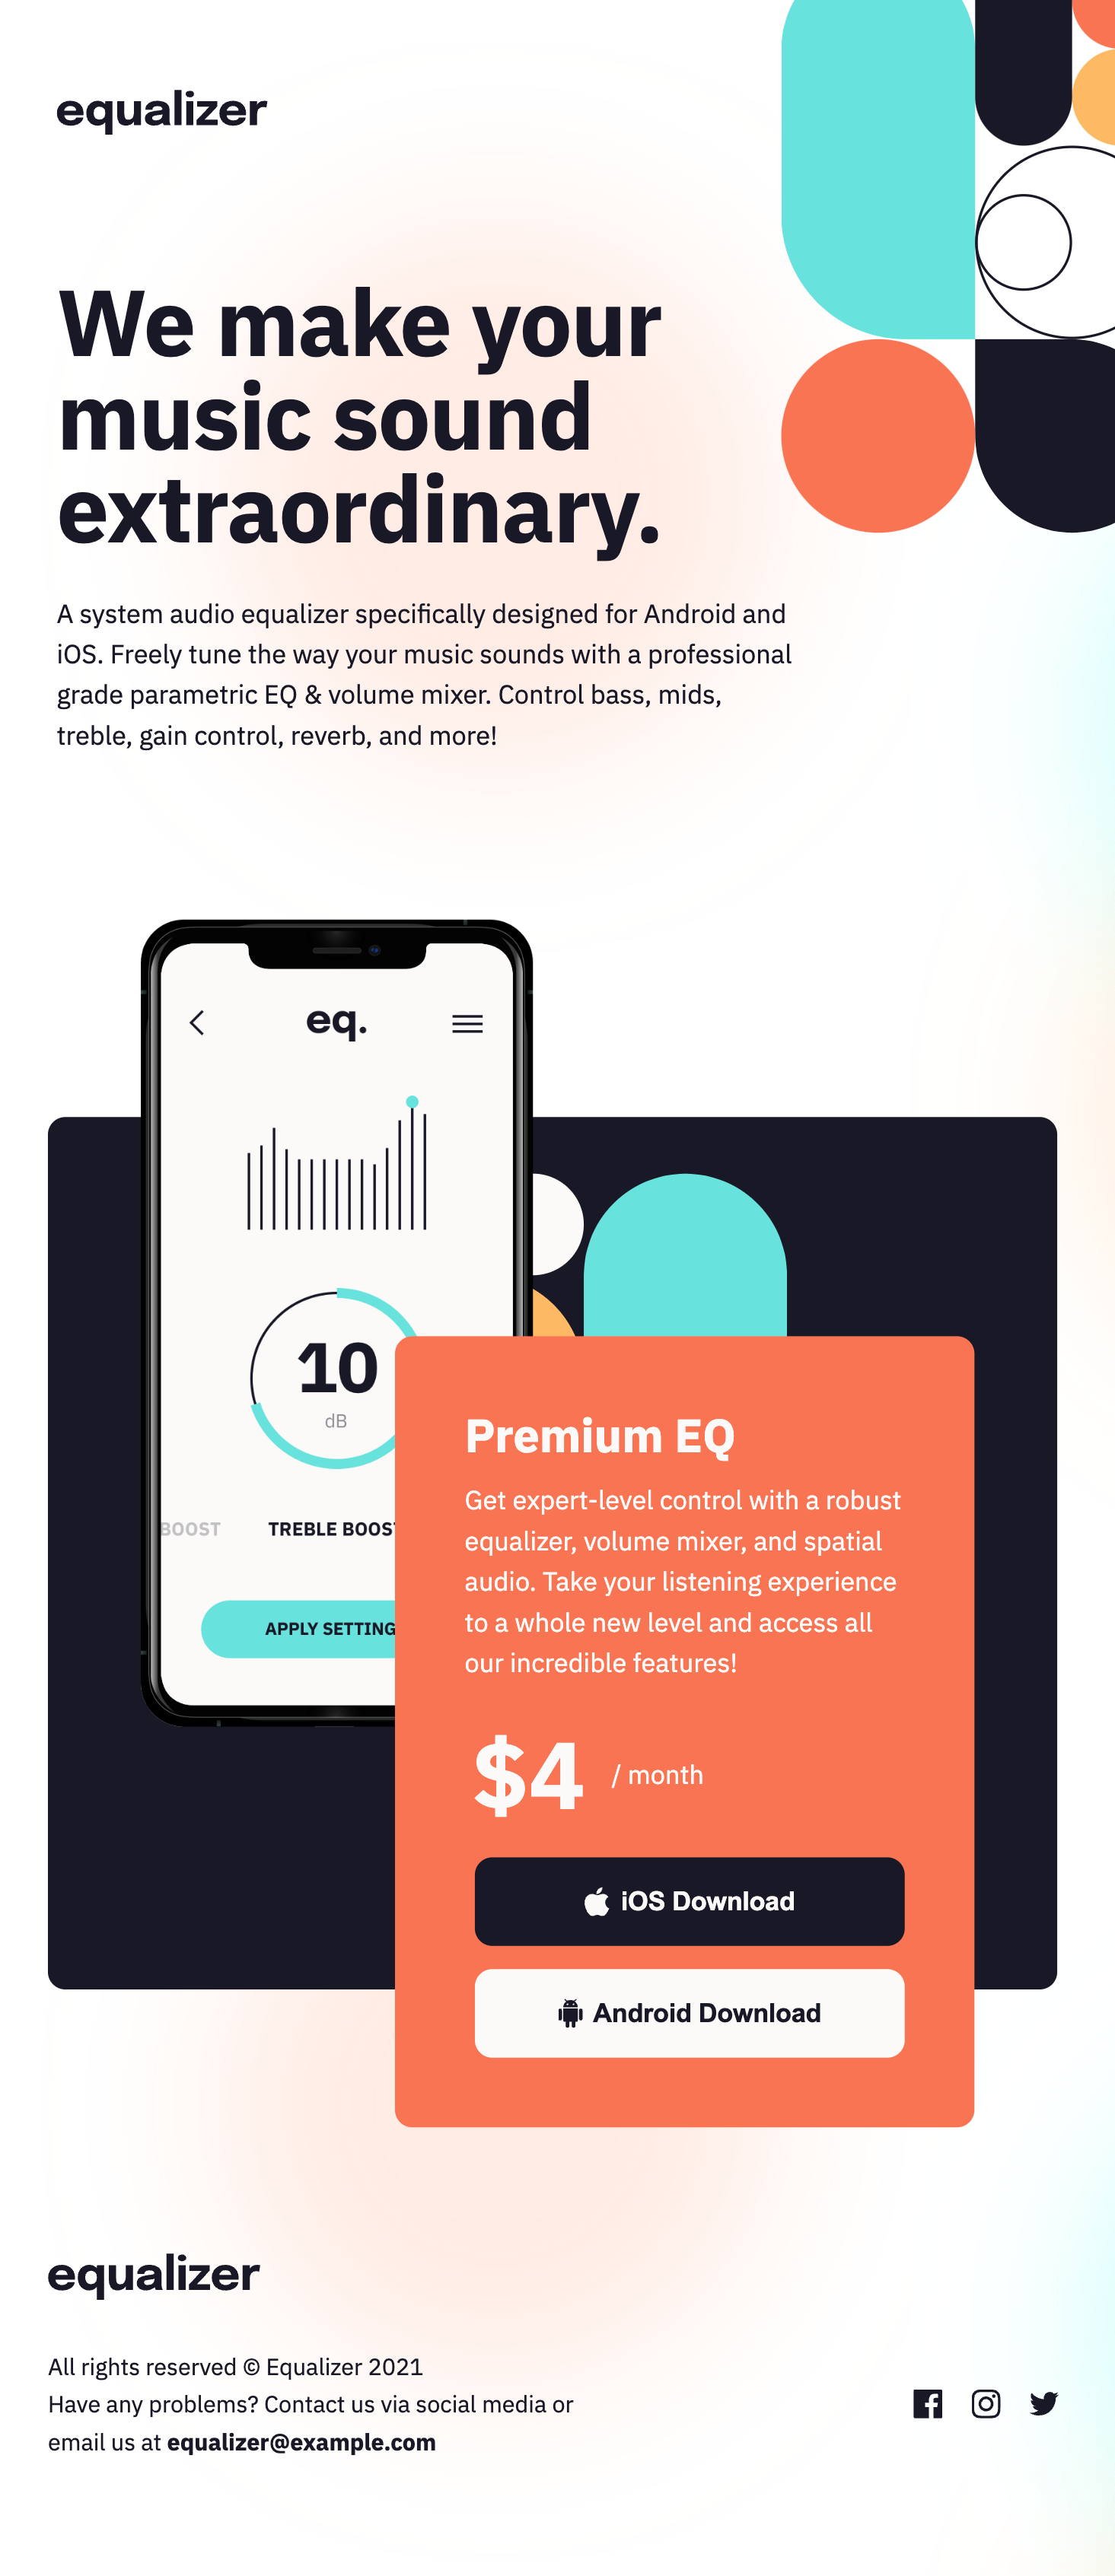 equalizer
We make your
music sound
extraordinary.
A system audio equalizer specifically designed for Android and
iOS. Freely tune the way your music sounds with a professional
grade parametric EQ & volume mixer. Control bass, mids,
treble, gain control, reverb, and more!
eq.
10
dB
BOOST
TREBLE BOOST
APPLY SETTING
Premium EQ
Get expert-level control with a robust
equalizer, volume mixer, and spatial
audio. Take your listening experience
to a whole new level and access all
our incredible features!
$4 / month
iOS Download
Android Download
equalizer
All rights reserved © Equalizer 2021
Have any problems? Contact us via social media or
email us at equalizer@example.com